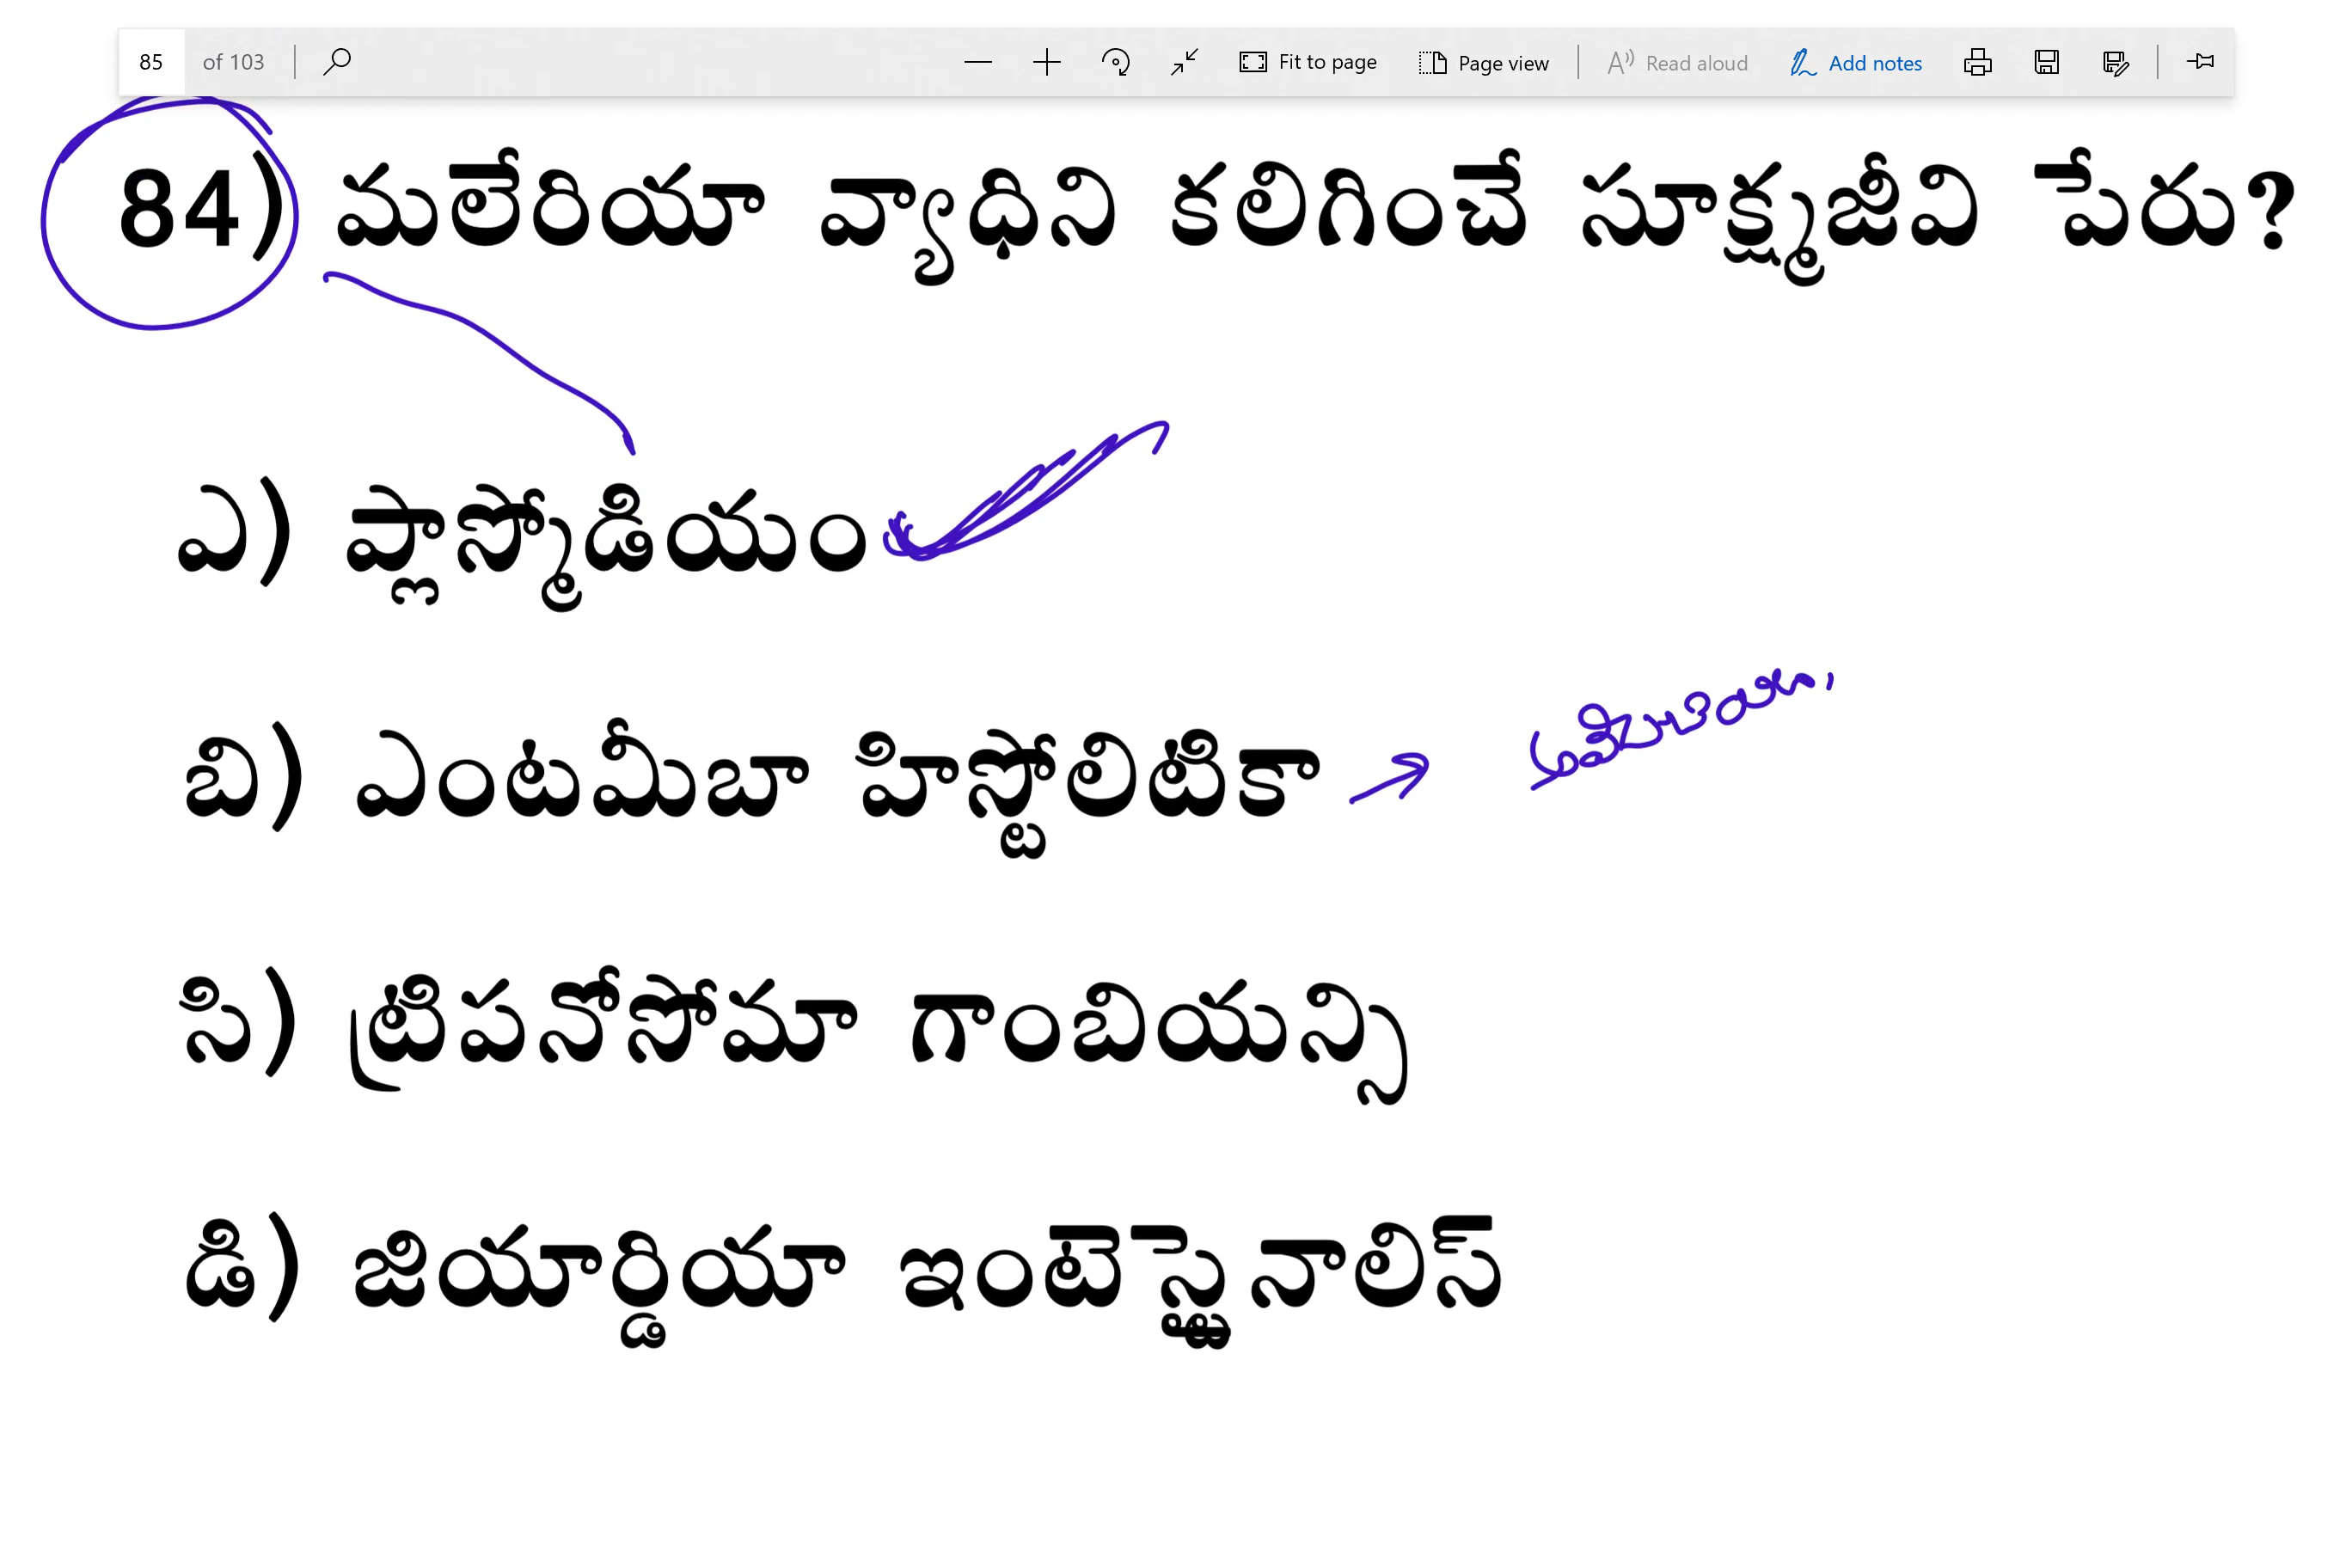 85 of 103 Fit to page Page view Read aloud Add notes
84) మలేరియా వ్యాధిని కలిగించే సూక్ష్మజీవి పేరు?
ఎ) ప్లాస్మోడియం
బి) ఎంటమీబా హిస్టోలిటికా →
సి) ట్రిపనోసోమా గాంబియన్సి
డి) జియార్డియా ఇంటెస్టైనాలిస్